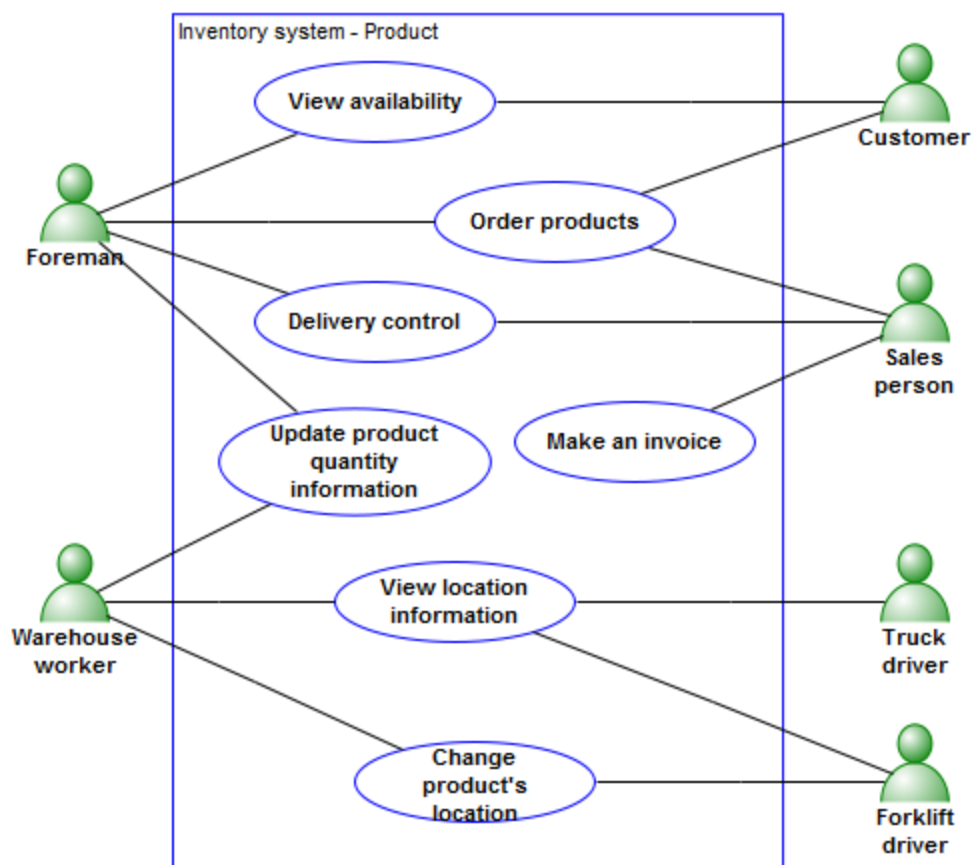 Inventory system - Product
View availability
Customer
Order products
Foreman
Delivery control
Sales
person
Update product
quantity
information
Make an invoice
View location
information
Warehouse
worker
Truck
driver
Change
product's
location
Forklift
driver